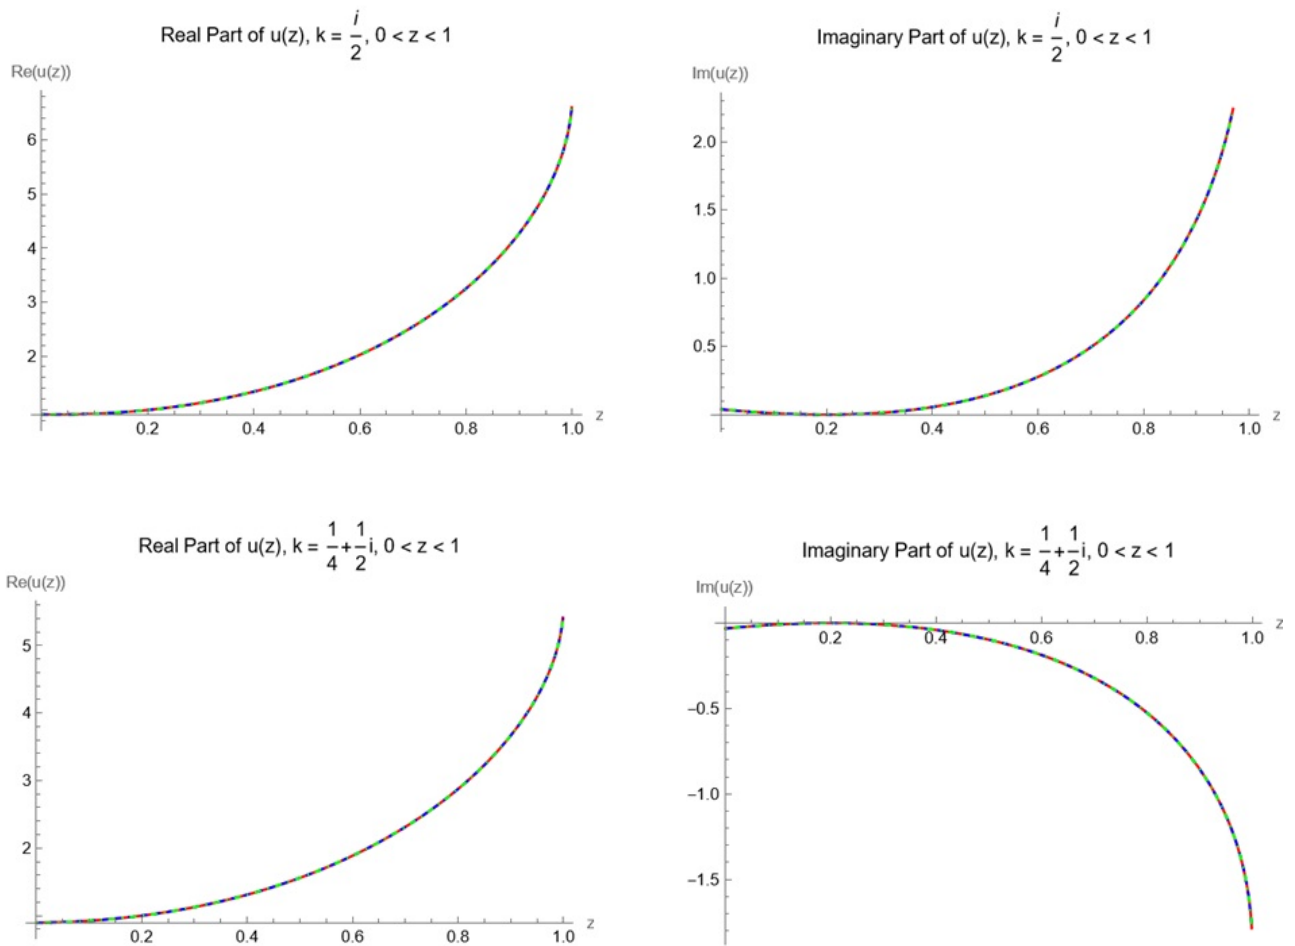 Real Part of u(z), k = i/2, 0 < z < 1
Re(u(z))
6
5
4
3
2
0.2 0.4 0.6 0.8 1.0 z
Imaginary Part of u(z), k = i/2, 0 < z < 1
Im(u(z))
2.0
1.5
1.0
0.5
0.2 0.4 0.6 0.8 1.0 z
Real Part of u(z), k = 1/4+1/2i, 0 < z < 1
Re(u(z))
5
4
3
2
0.2 0.4 0.6 0.8 1.0 z
Imaginary Part of u(z), k = 1/4+1/2i, 0 < z < 1
Im(u(z))
0.2 0.4 0.6 0.8 1.0 z
−0.5
−1.0
−1.5